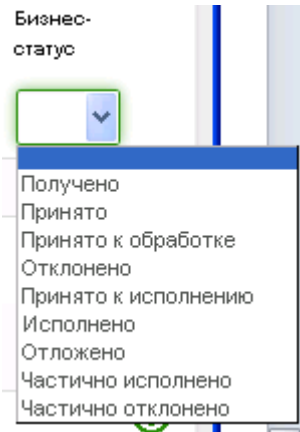 Бизнес-
статус
Получено
Принято
Принято к обработке
Отклонено
Принято к исполнению
Исполнено
Отложено
Частично исполнено
Частично отклонено